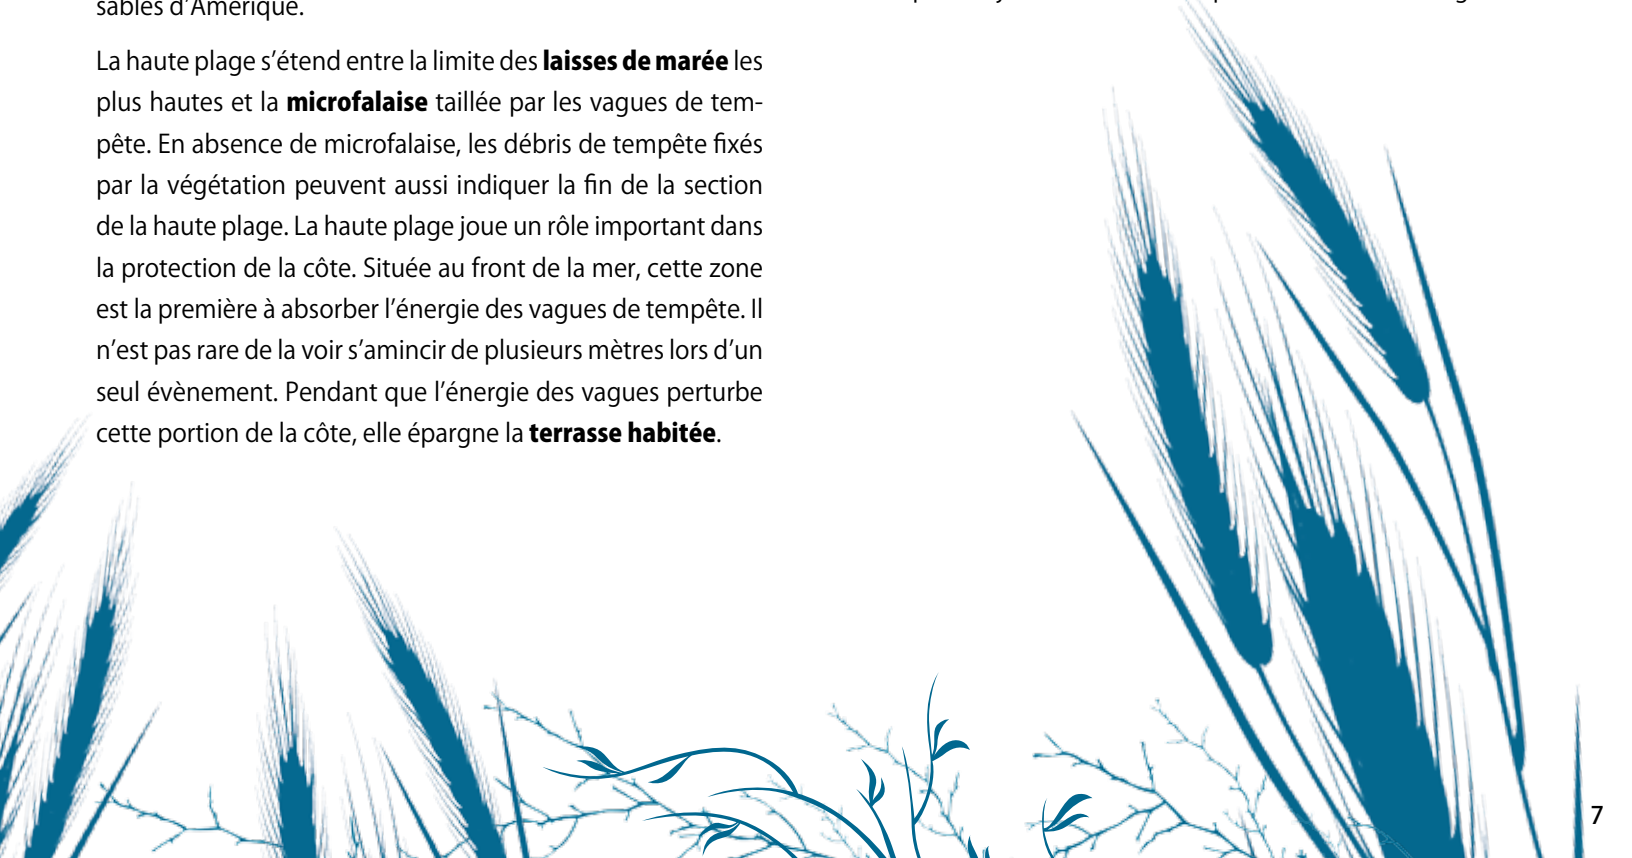 sables d’Amérique.
La haute plage s’étend entre la limite des laisses de marée les
plus hautes et la microfalaise taillée par les vagues de tem-
pête. En absence de microfalaise, les débris de tempête fixés
par la végétation peuvent aussi indiquer la fin de la section
de la haute plage. La haute plage joue un rôle important dans
la protection de la côte. Située au front de la mer, cette zone
est la première à absorber l’énergie des vagues de tempête. Il
n’est pas rare de la voir s’amincir de plusieurs mètres lors d’un
seul évènement. Pendant que l’énergie des vagues perturbe
cette portion de la côte, elle épargne la terrasse habitée.
7